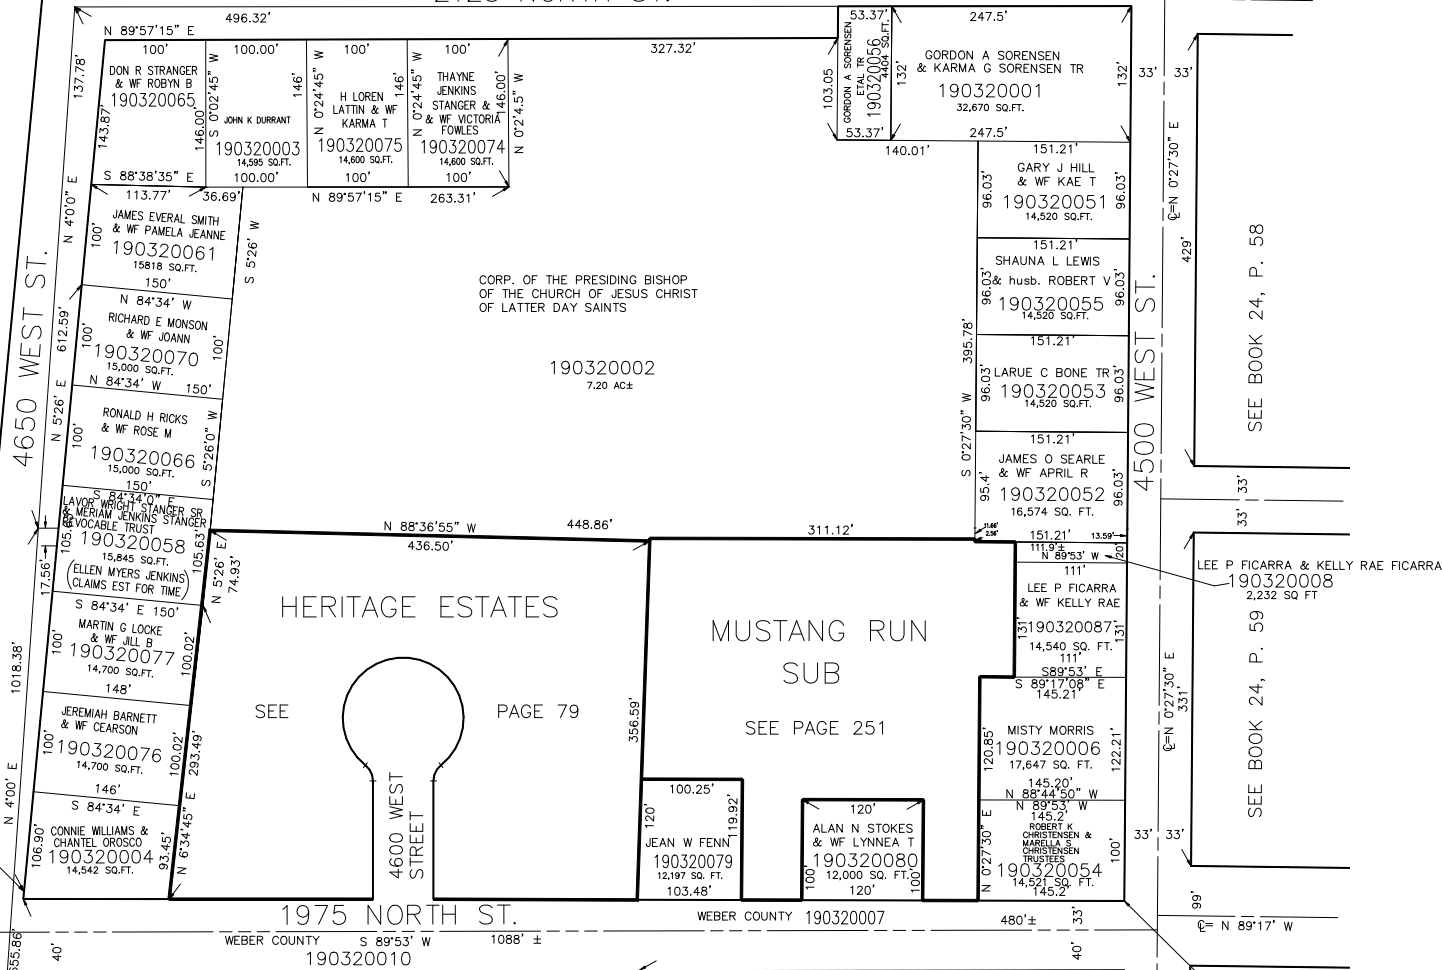 496.32'
N 89°57'15" E
53.37'
247.5'
100'
100.00'
100'
100'
327.32'
137.78'
DON R STRANGER
& WF ROBYN B
190320065
143.87'
146.00'
S 0°02'45" W
146'
JOHN K DURRANT
190320003
14,595 SQ.FT.
100.00'
N 0°24'45" W
H LOREN
LATTIN & WF
KARMA T
190320075
14,600 SQ.FT.
100'
146'
N 0°24'45" W
THAYNE
JENKINS
STANGER &
& WF VICTORIA
FOWLES
190320074
14,600 SQ.FT.
100'
146.00'
N 0°2'4.5" W
S 88°38'35" E
113.77'
36.69'
N 89°57'15" E
263.31'
103.05
GORDON A SORENSEN
ETAL TR
190320056
4404 SQ.FT.
53.37'
132'
GORDON A SORENSEN
& KARMA G SORENSEN TR
190320001
32,670 SQ.FT.
132'
247.5'
140.01'
33'
33'
151.21'
GARY J HILL
& WF KAE T
190320051
14,520 SQ.FT.
96.03'
96.03'
151.21'
SHAUNA L LEWIS
& husb. ROBERT V
190320055
14,520 SQ.FT.
96.03'
96.03'
151.21'
LARUE C BONE TR
190320053
14,520 SQ.FT.
96.03'
96.03'
151.21'
JAMES O SEARLE
& WF APRIL R
190320052
16,574 SQ.FT.
95.4'
96.03'
395.78'
S 0°27'30" W
℄=N 0°27'30" E
429'
SEE BOOK 24, P. 58
4500 WEST ST.
4650 WEST ST.
N 4°0'0" E
612.59'
N 5°26' E
JAMES EVERAL SMITH
& WF PAMELA JEANNE
190320061
15818 SQ.FT.
100'
150'
S 5°26' W
N 84°34' W
RICHARD E MONSON
& WF JOANN
190320070
15,000 SQ.FT.
100'
100'
N 84°34' W
150'
RONALD H RICKS
& WF ROSE M
190320066
15,000 SQ.FT.
100'
150'
S 5°26'0" W
CORP. OF THE PRESIDING BISHOP
OF THE CHURCH OF JESUS CHRIST
OF LATTER DAY SAINTS
190320002
7.20 AC±
S 84°34'0" E
LAVOR WRIGHT STANGER SR
& MERIAM JENKINS STANGER
REVOCABLE TRUST
190320058
15,845 SQ.FT.
(ELLEN MYERS JENKINS
CLAIMS EST FOR TIME)
105.63'
17.56'
S 84°34' E 150'
N 5°26' E
74.93'
N 88°36'55" W
448.86'
436.50'
311.12'
11.66'
2.56'
151.21'
13.59'
111.9'±
N 89°53' W
20'
33'
33'
LEE P FICARRA & KELLY RAE FICARRA
190320008
2,232 SQ FT
111'
LEE P FICARRA
& WF KELLY RAE
190320087
14,540 SQ.FT.
131'
131'
111'
S89°53' E
S 89°17'08" E
145.21'
HERITAGE ESTATES
SEE
PAGE 79
4600 WEST
STREET
356.59'
MUSTANG RUN
SUB
SEE PAGE 251
MARTIN G LOCKE
& WF JILL B
190320077
14,700 SQ.FT.
100'
100.02'
148'
1018.38'
JEREMIAH BARNETT
& WF CEARSON
190320076
14,700 SQ.FT.
100'
100.02'
293.49'
146'
S 84°34' E
N 4°00' E
CONNIE WILLIAMS &
CHANTEL OROSCO
190320004
14,542 SQ.FT.
106.90'
93.45'
N 6°34'45" E
MISTY MORRIS
190320006
17,647 SQ.FT.
120.85'
122.21'
145.20'
N 88°44'50" W
℄=N 0°27'30" E
331'
SEE BOOK 24, P. 59
100.25'
120'
119.92'
JEAN W FENN
190320079
12,197 SQ. FT.
103.48'
120'
ALAN N STOKES
& WF LYNNEA T
190320080
12,000 SQ. FT.
100'
100'
120'
N 89°53' W
145.2'
ROBERT K
CHRISTENSEN &
MARELLA S
CHRISTENSEN
TRUSTEES
190320054
14,521 SQ. FT.
145.2'
N 0°27'30" E
100'
33'
33'
1975 NORTH ST.
WEBER COUNTY
190320007
480'±
33'
99'
℄= N 89°17' W
WEBER COUNTY
S 89°53' W
1088' ±
190320010
40'
40'